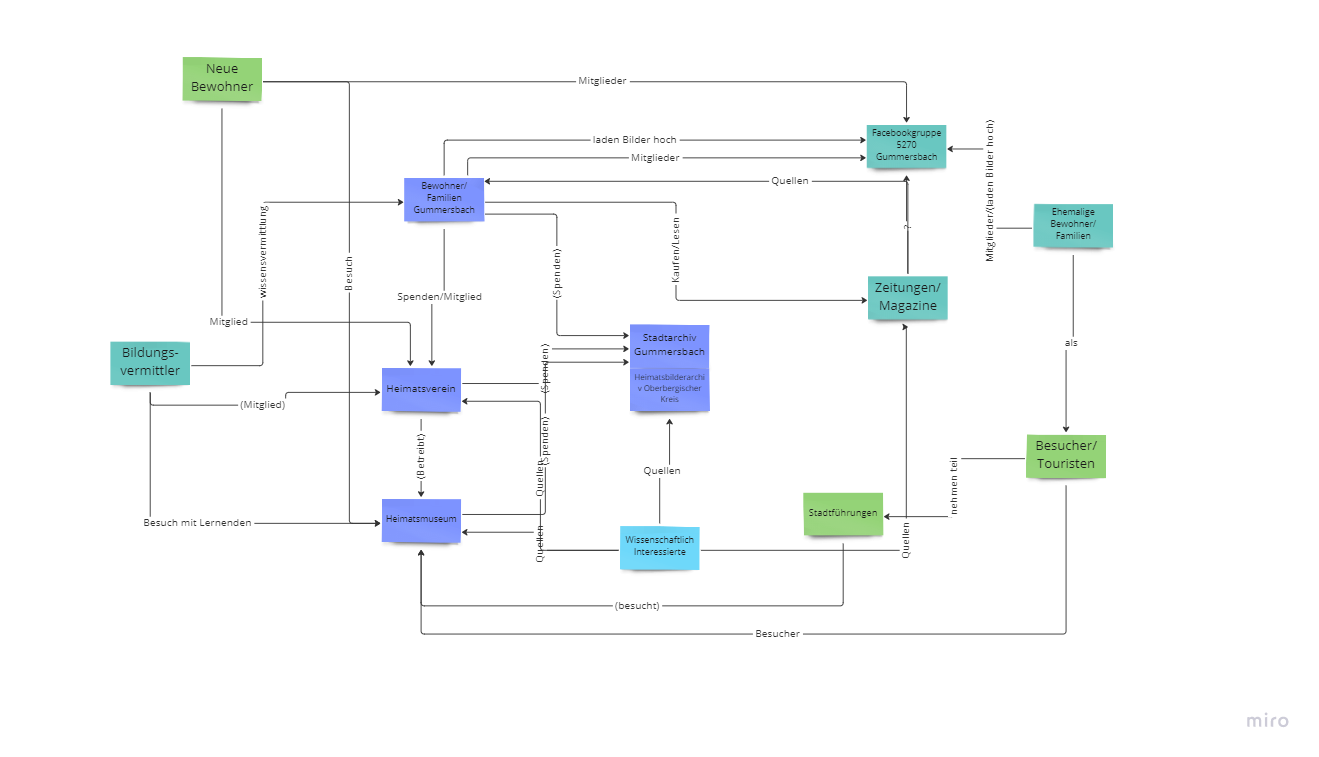 Neue
Bewohner
Mitglieder
Facebookgruppe
5270
Gummersbach
laden Bilder hoch
Mitglieder
Mitglieder/(laden Bilder hoch)
Quellen
Bewohner/
Familien
Gummersbach
Ehemalige
Bewohner/
Familien
Wissensvermittlung
Besuch
(Spenden)
Kaufen/Lesen
?
Zeitungen/
Magazine
Spenden/Mitglied
Mitglied
Stadtarchiv
Gummersbach
als
Bildungs-
vermittler
Heimatsbilderarchi
v Oberbergischer
Kreis
Heimatsverein
(Spenden)
(Mitglied)
(Betreibt)
(Spenden)
Quellen
Besucher/
Touristen
Quellen
nehmen teil
Besuch mit Lernenden
Heimatsmuseum
Stadtführungen
Quellen
Wissenschaftlich
Interessierte
Quellen
(besucht)
Besucher
miro